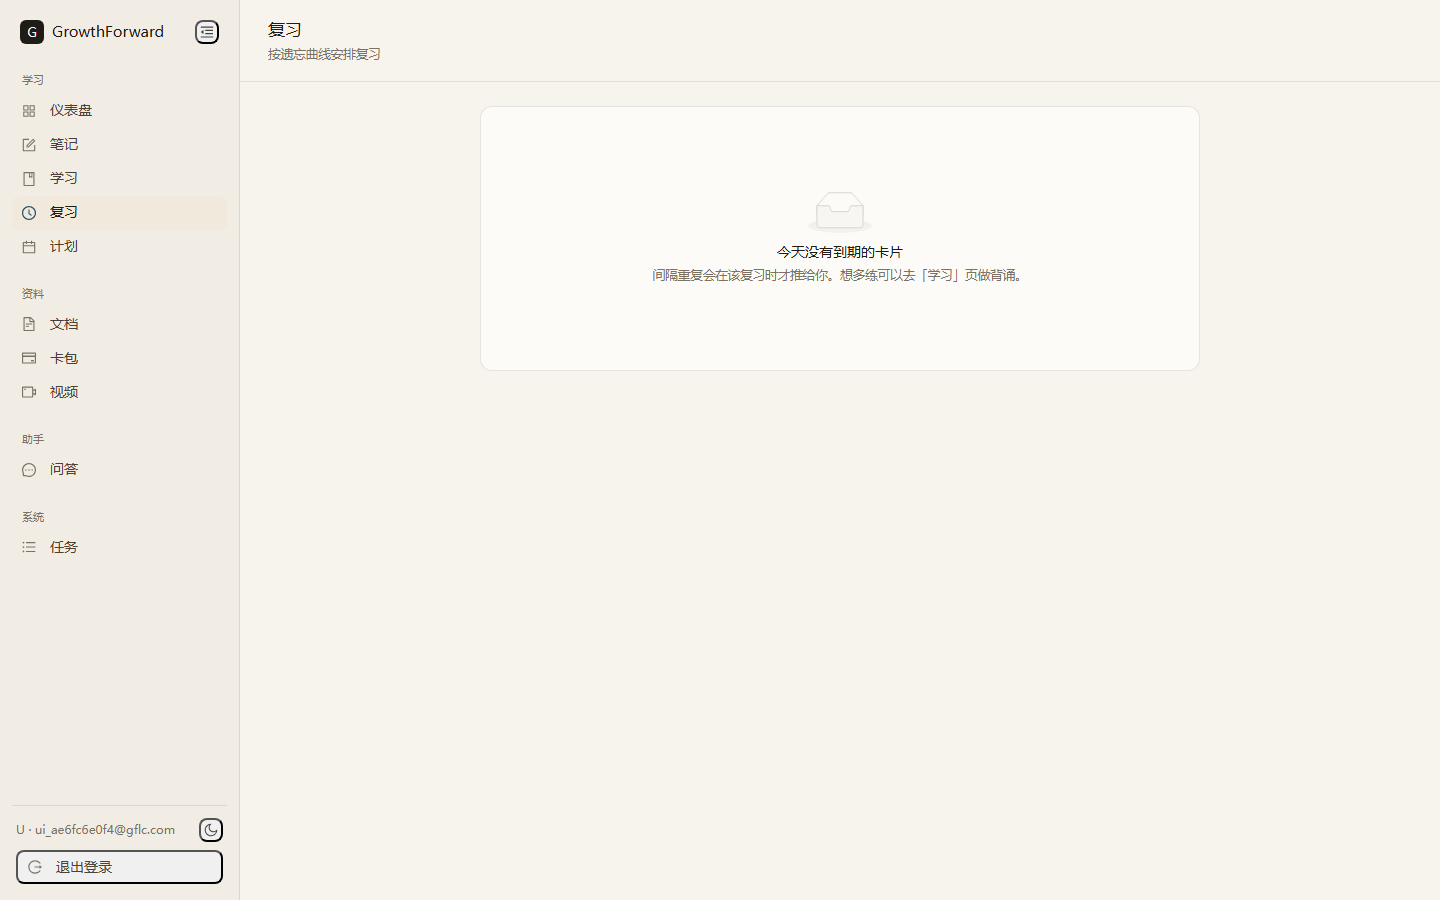 G GrowthForward
学习
仪表盘
笔记
学习
复习
计划
资料
文档
卡包
视频
助手
问答
系统
任务
U · ui_ae6fc6e0f4@gflc.com
退出登录
复习
按遗忘曲线安排复习
今天没有到期的卡片
间隔重复会在该复习时才推给你。想多练可以去「学习」页做背诵。